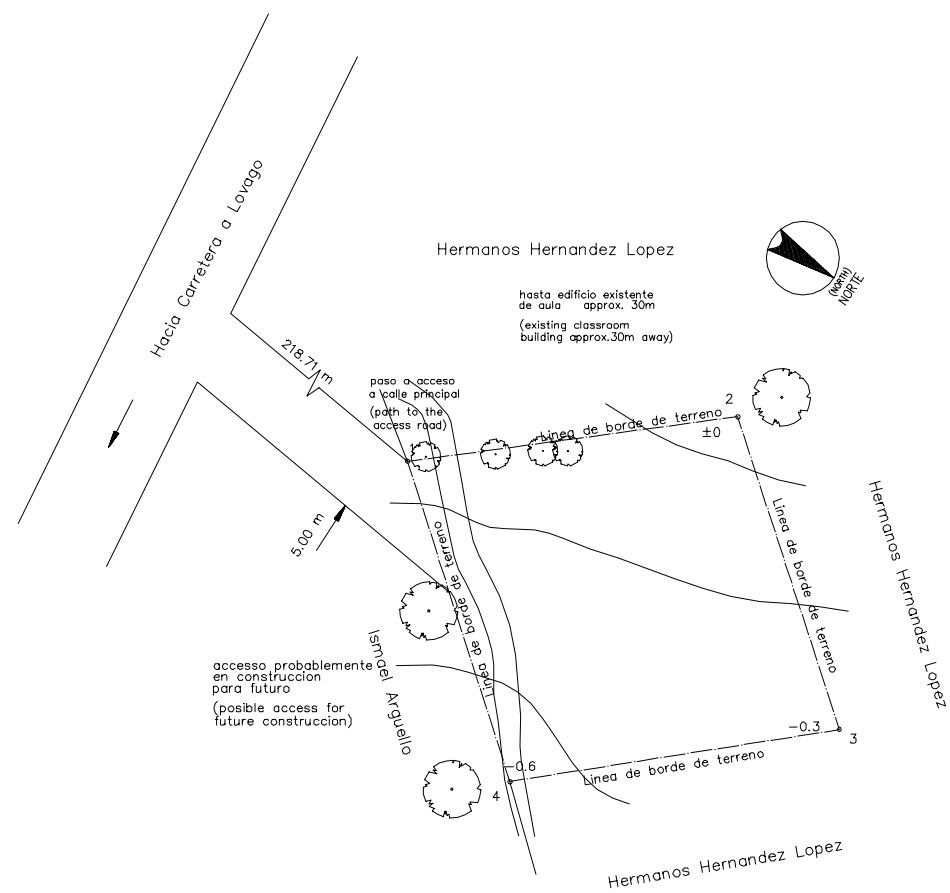 Hacia Carretera a Lovago
Hermanos Hernandez Lopez
(NORTH)
NORTE
hasta edificio existente
de aula approx. 30m
(existing classroom
building approx.30m away)
218.71 m
paso a acceso
a calle principal
(path to the
access road)
1
2
Linea de borde de terreno
±0
5.00 m
Linea de borde de terreno
Linea de borde de terreno
Hermanos Hernandez Lopez
Ismael Arguello
accesso probablemente
en construccion
para futuro
(posible access for
future construccion)
-0.3
3
-0.6
4
Linea de borde de terreno
Hermanos Hernandez Lopez